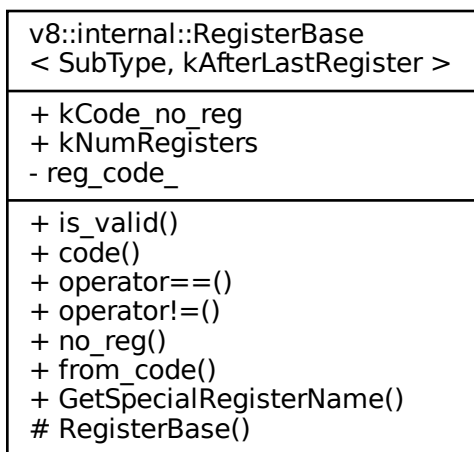 v8::internal::RegisterBase
< SubType, kAfterLastRegister >
+ kCode_no_reg
+ kNumRegisters
- reg_code_
+ is_valid()
+ code()
+ operator==()
+ operator!=()
+ no_reg()
+ from_code()
+ GetSpecialRegisterName()
# RegisterBase()